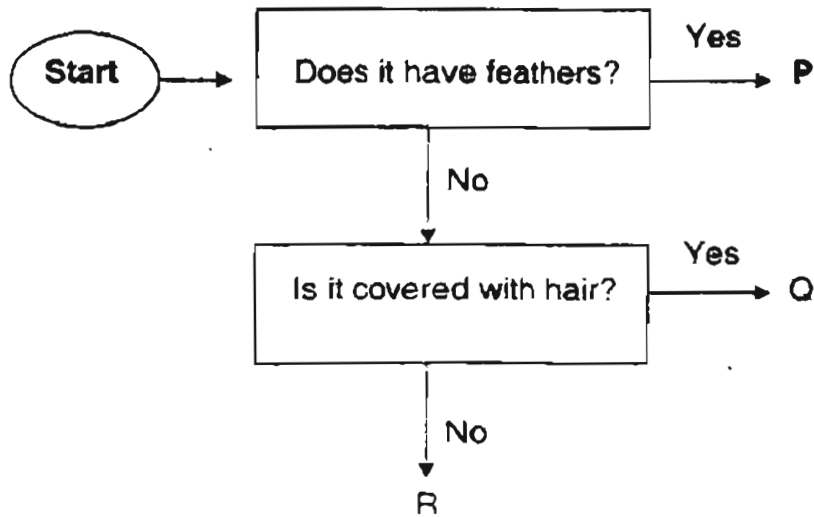 Start
Does it have feathers?
Yes
P
No
Is it covered with hair?
Yes
Q
No
R